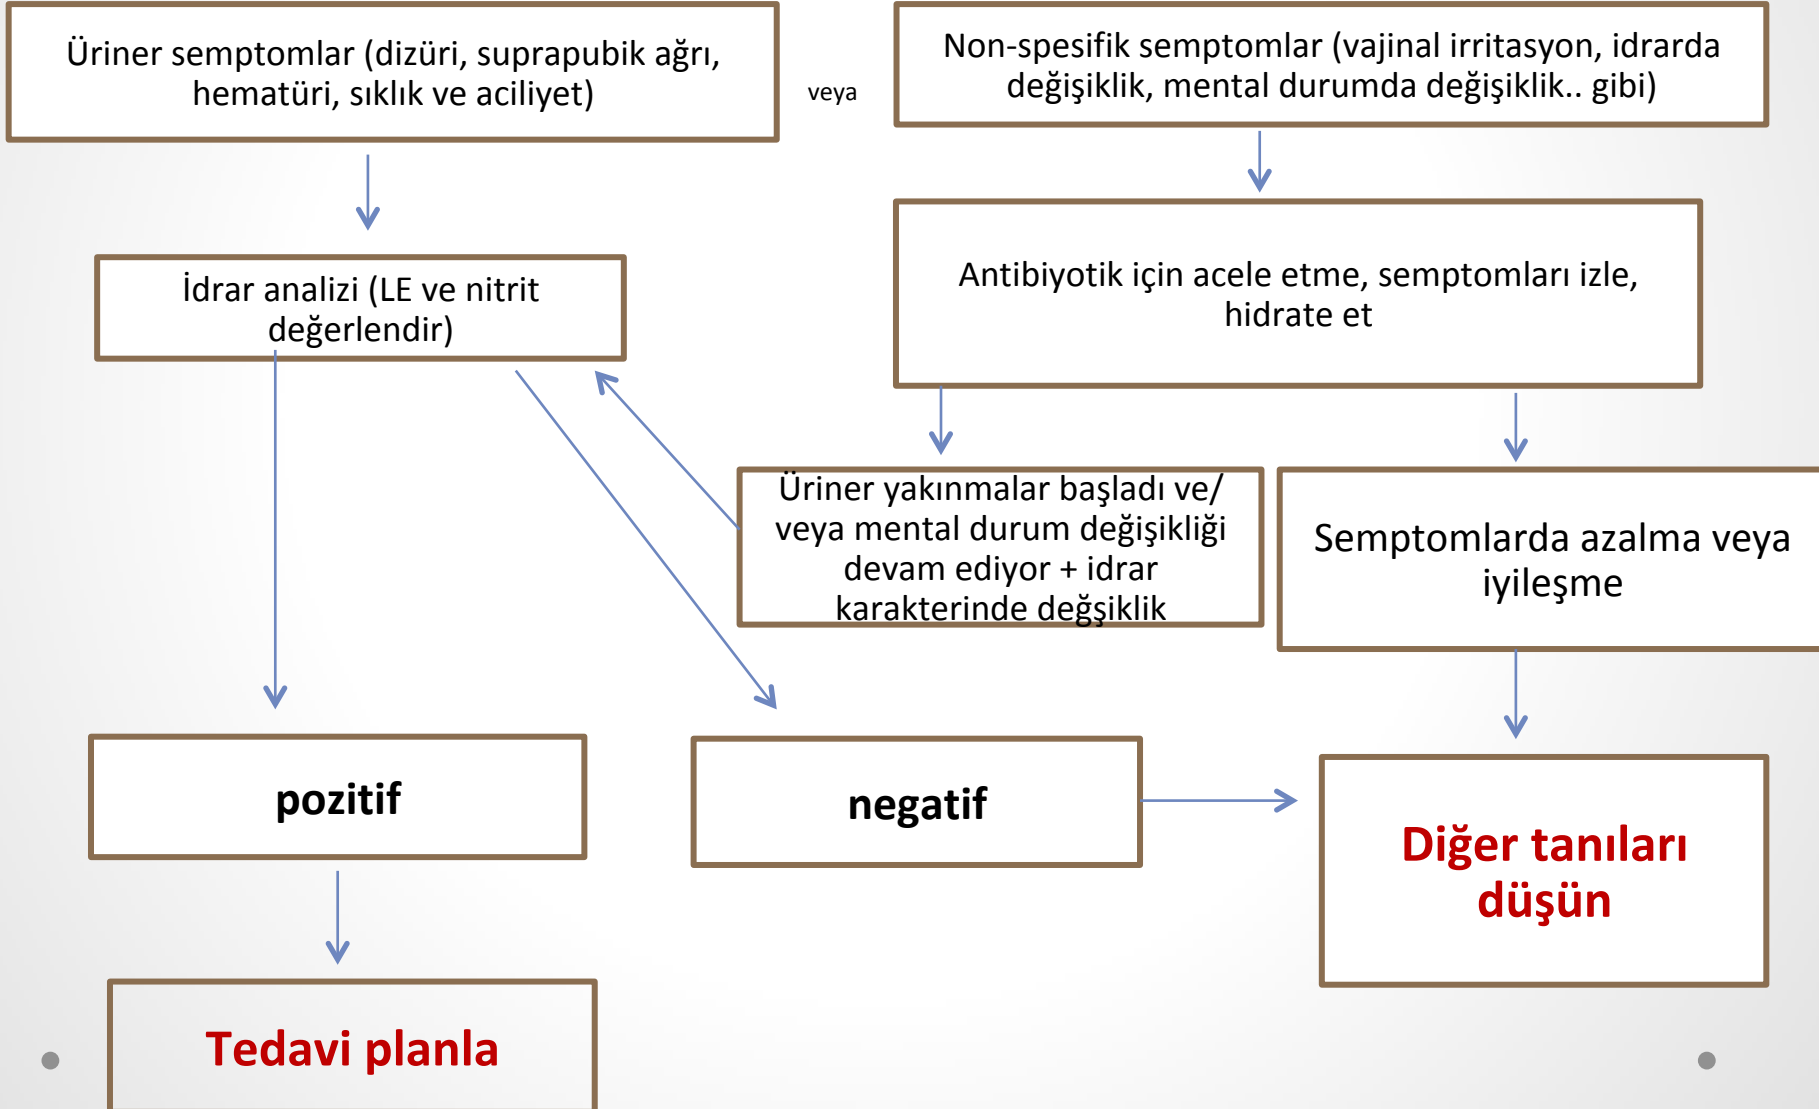 Üriner semptomlar (dizüri, suprapubik ağrı,
hematüri, sıklık ve aciliyet)
veya
Non-spesifik semptomlar (vajinal irritasyon, idrarda
değişiklik, mental durumda değişiklik.. gibi)
İdrar analizi (LE ve nitrit
değerlendir)
Antibiyotik için acele etme, semptomları izle,
hidrate et
Üriner yakınmalar başladı ve/
veya mental durum değişikliği
devam ediyor + idrar
karakterinde değşiklik
Semptomlarda azalma veya
iyileşme
pozitif
negatif
Diğer tanıları
düşün
Tedavi planla